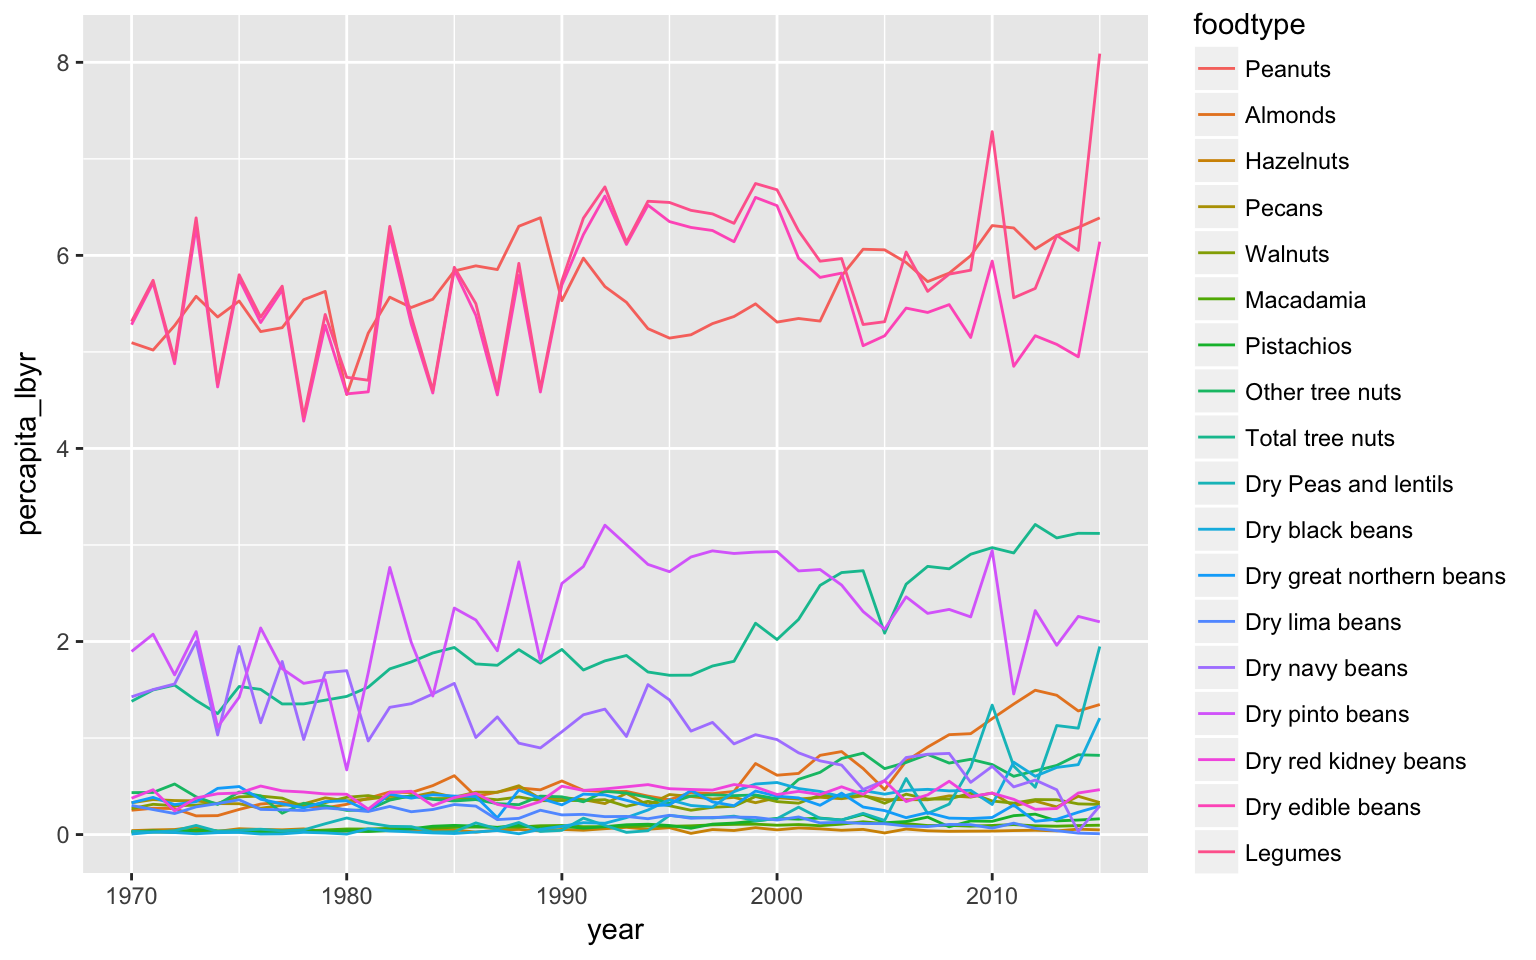 foodtype
Peanuts
Almonds
Hazelnuts
Pecans
Walnuts
Macadamia
Pistachios
Other tree nuts
Total tree nuts
Dry Peas and lentils
Dry black beans
Dry great northern beans
Dry lima beans
Dry navy beans
Dry pinto beans
Dry red kidney beans
Dry edible beans
Legumes
percapita_lbyr
8
6
4
2
0
1970 1980 1990 2000 2010
year